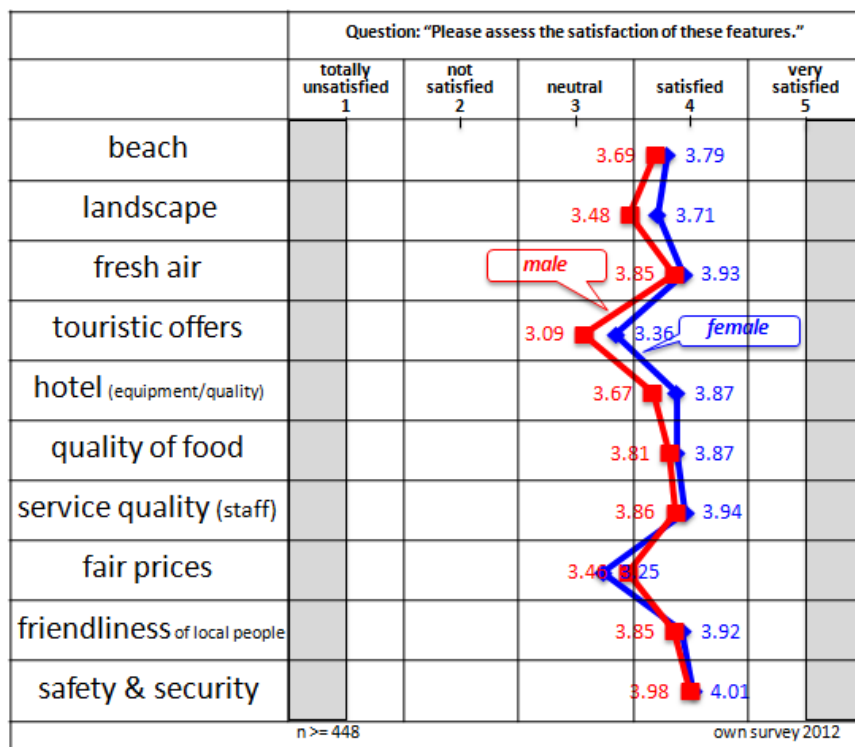 Question: “Please assess the satisfaction of these features.”
totally unsatisfied 1
not satisfied 2
neutral 3
satisfied 4
very satisfied 5
beach 3.69 3.79
landscape 3.48 3.71
fresh air 3.85 3.93
male
touristic offers 3.09 3.36
female
hotel (equipment/quality) 3.67 3.87
quality of food 3.81 3.87
service quality (staff) 3.86 3.94
fair prices 3.46 3.25
friendliness of local people 3.85 3.92
safety & security 3.98 4.01
n >= 448 own survey 2012